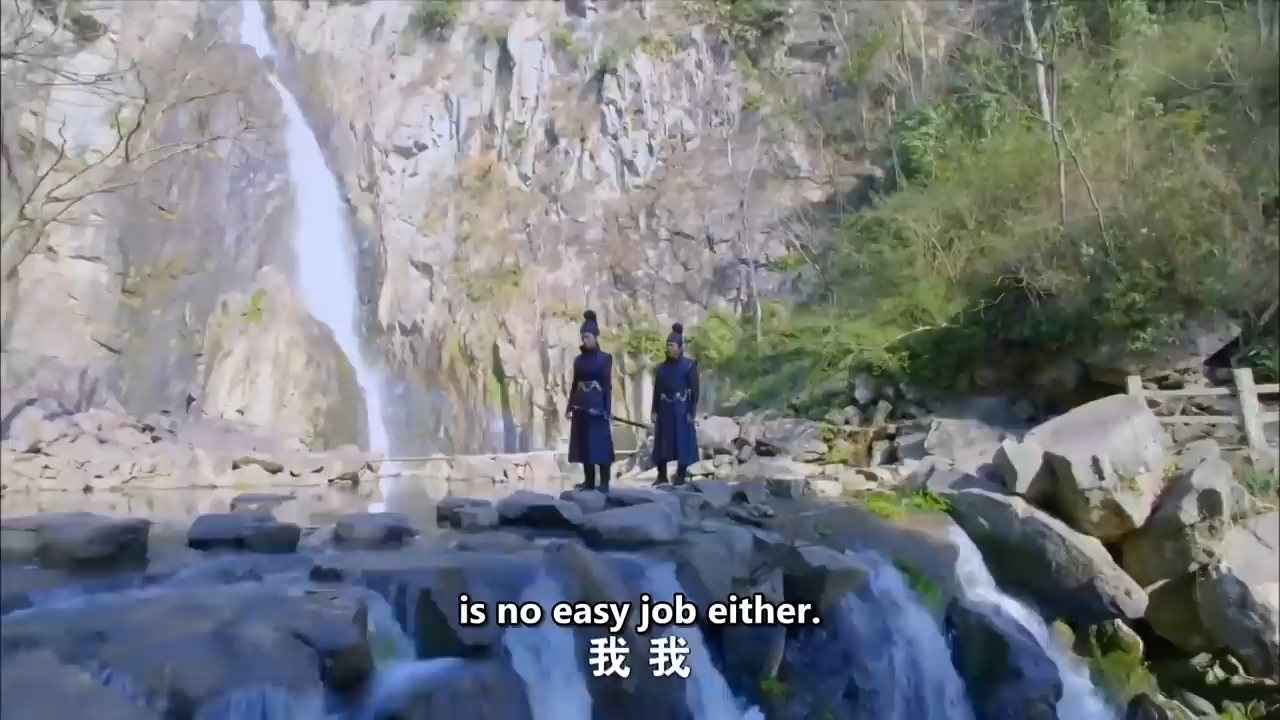 is no easy job either.
我 我